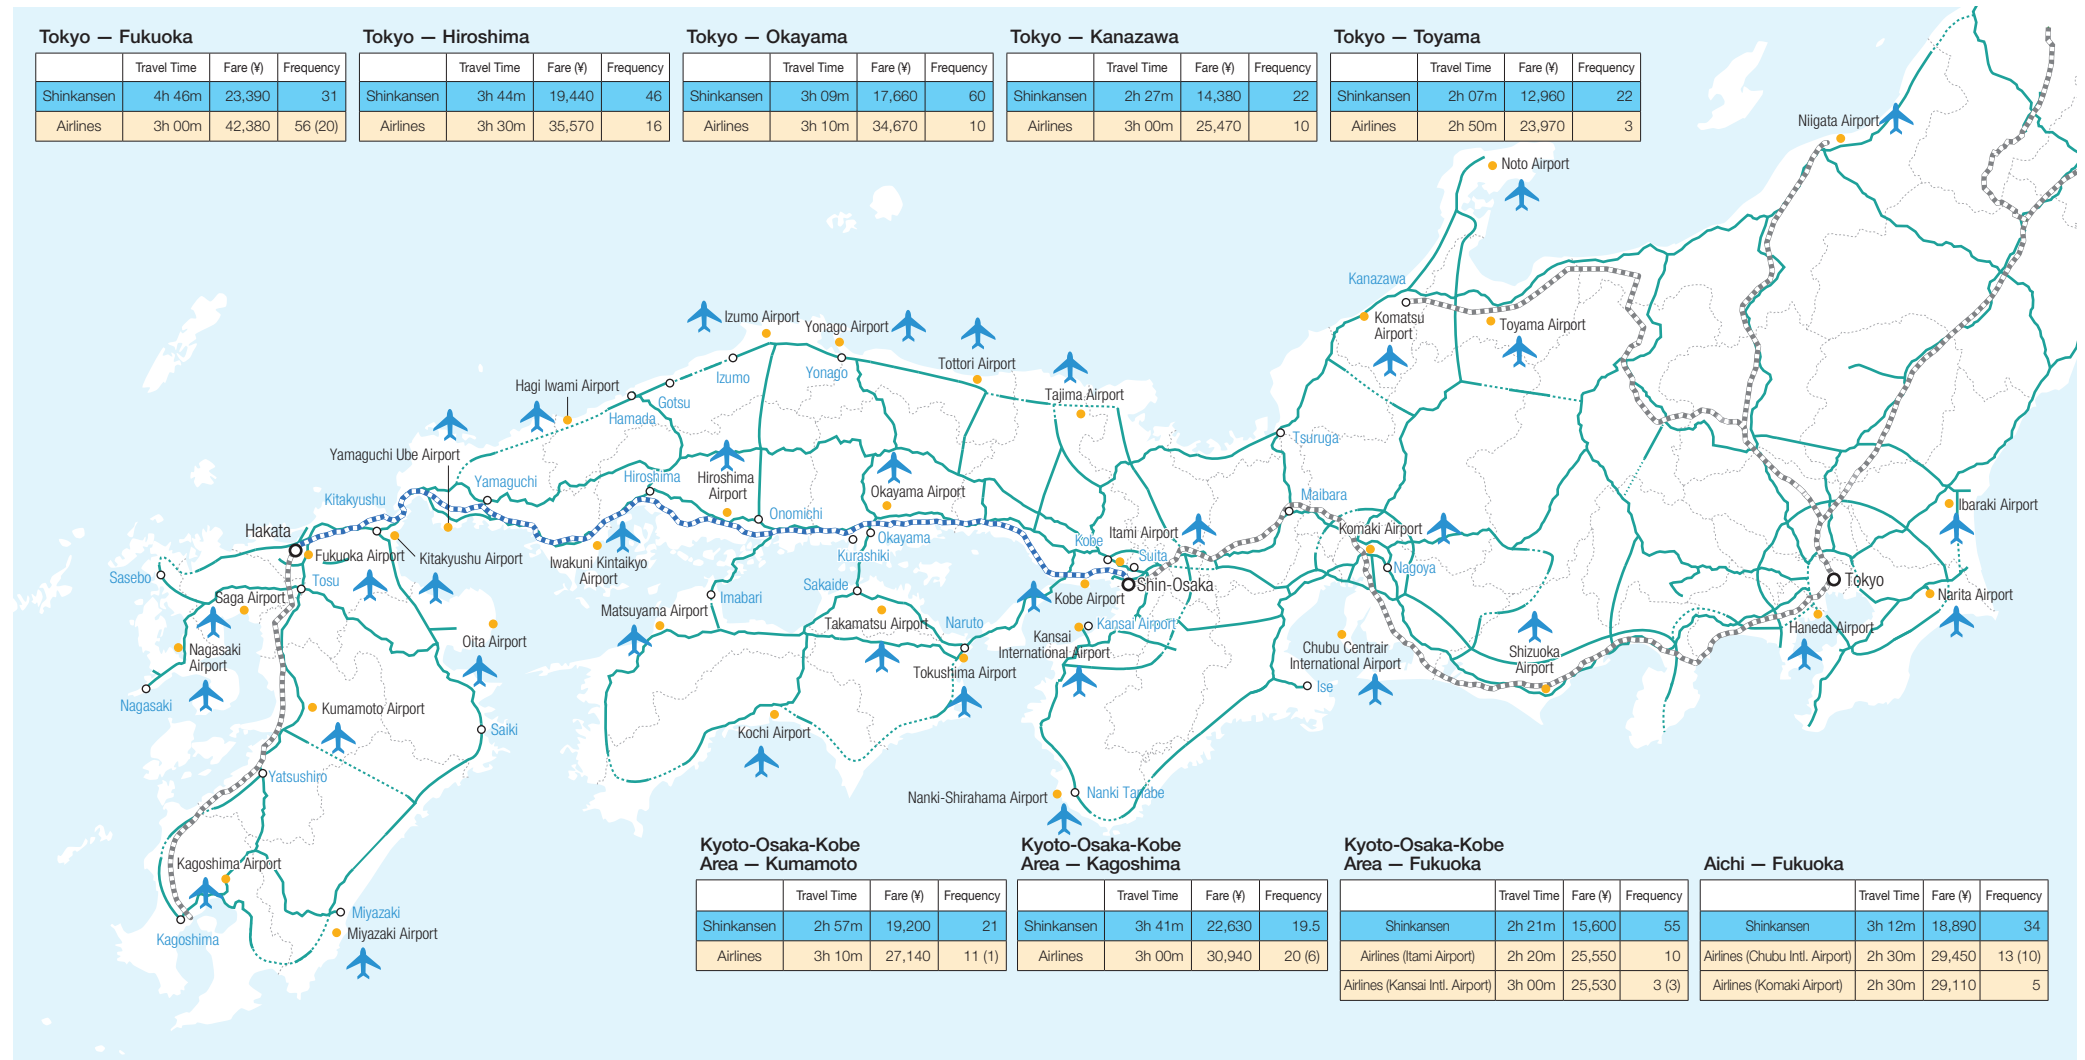 Tokyo — Fukuoka
Travel Time Fare (¥) Frequency
Shinkansen 4h 46m 23,390 31
Airlines 3h 00m 42,380 56 (20)
Tokyo — Hiroshima
Travel Time Fare (¥) Frequency
Shinkansen 3h 44m 19,440 46
Airlines 3h 30m 35,570 16
Tokyo — Okayama
Travel Time Fare (¥) Frequency
Shinkansen 3h 09m 17,660 60
Airlines 3h 10m 34,670 10
Tokyo — Kanazawa
Travel Time Fare (¥) Frequency
Shinkansen 2h 27m 14,380 22
Airlines 3h 00m 25,470 10
Tokyo — Toyama
Travel Time Fare (¥) Frequency
Shinkansen 2h 07m 12,960 22
Airlines 2h 50m 23,970 3
Niigata Airport
Noto Airport
Kanazawa
Komatsu
Airport
Toyama Airport
Izumo Airport
Yonago Airport
Tottori Airport
Tajima Airport
Izumo
Yonago
Hagi Iwami Airport
Gotsu
Hamada
Tsuruga
Yamaguchi Ube Airport
Yamaguchi
Hiroshima
Hiroshima
Airport
Okayama Airport
Kitakyushu
Onomichi
Maibara
Ibaraki Airport
Hakata
Fukuoka Airport
Kitakyushu Airport
Iwakuni Kintaikyo
Airport
Kurashiki
Okayama
Kobe
Itami Airport
Suita
Komaki Airport
Nagoya
Sasebo
Tosu
Saga Airport
Imabari
Sakaide
Kobe Airport
Shin-Osaka
Tokyo
Narita Airport
Matsuyama Airport
Takamatsu Airport
Naruto
Kansai Airport
Kansai
International Airport
Haneda Airport
Oita Airport
Nagasaki
Airport
Tokushima Airport
Chubu Centrair
International Airport
Shizuoka
Airport
Ise
Nagasaki
Kumamoto Airport
Saiki
Kochi Airport
Yatsushiro
Nanki-Shirahama Airport
Nanki Tanabe
Kagoshima Airport
Miyazaki
Miyazaki Airport
Kagoshima
Kyoto-Osaka-Kobe
Area — Kumamoto
Travel Time Fare (¥) Frequency
Shinkansen 2h 57m 19,200 21
Airlines 3h 10m 27,140 11 (1)
Kyoto-Osaka-Kobe
Area — Kagoshima
Travel Time Fare (¥) Frequency
Shinkansen 3h 41m 22,630 19.5
Airlines 3h 00m 30,940 20 (6)
Kyoto-Osaka-Kobe
Area — Fukuoka
Travel Time Fare (¥) Frequency
Shinkansen 2h 21m 15,600 55
Airlines (Itami Airport) 2h 20m 25,550 10
Airlines (Kansai Intl. Airport) 3h 00m 25,530 3 (3)
Aichi — Fukuoka
Travel Time Fare (¥) Frequency
Shinkansen 3h 12m 18,890 34
Airlines (Chubu Intl. Airport) 2h 30m 29,450 13 (10)
Airlines (Komaki Airport) 2h 30m 29,110 5